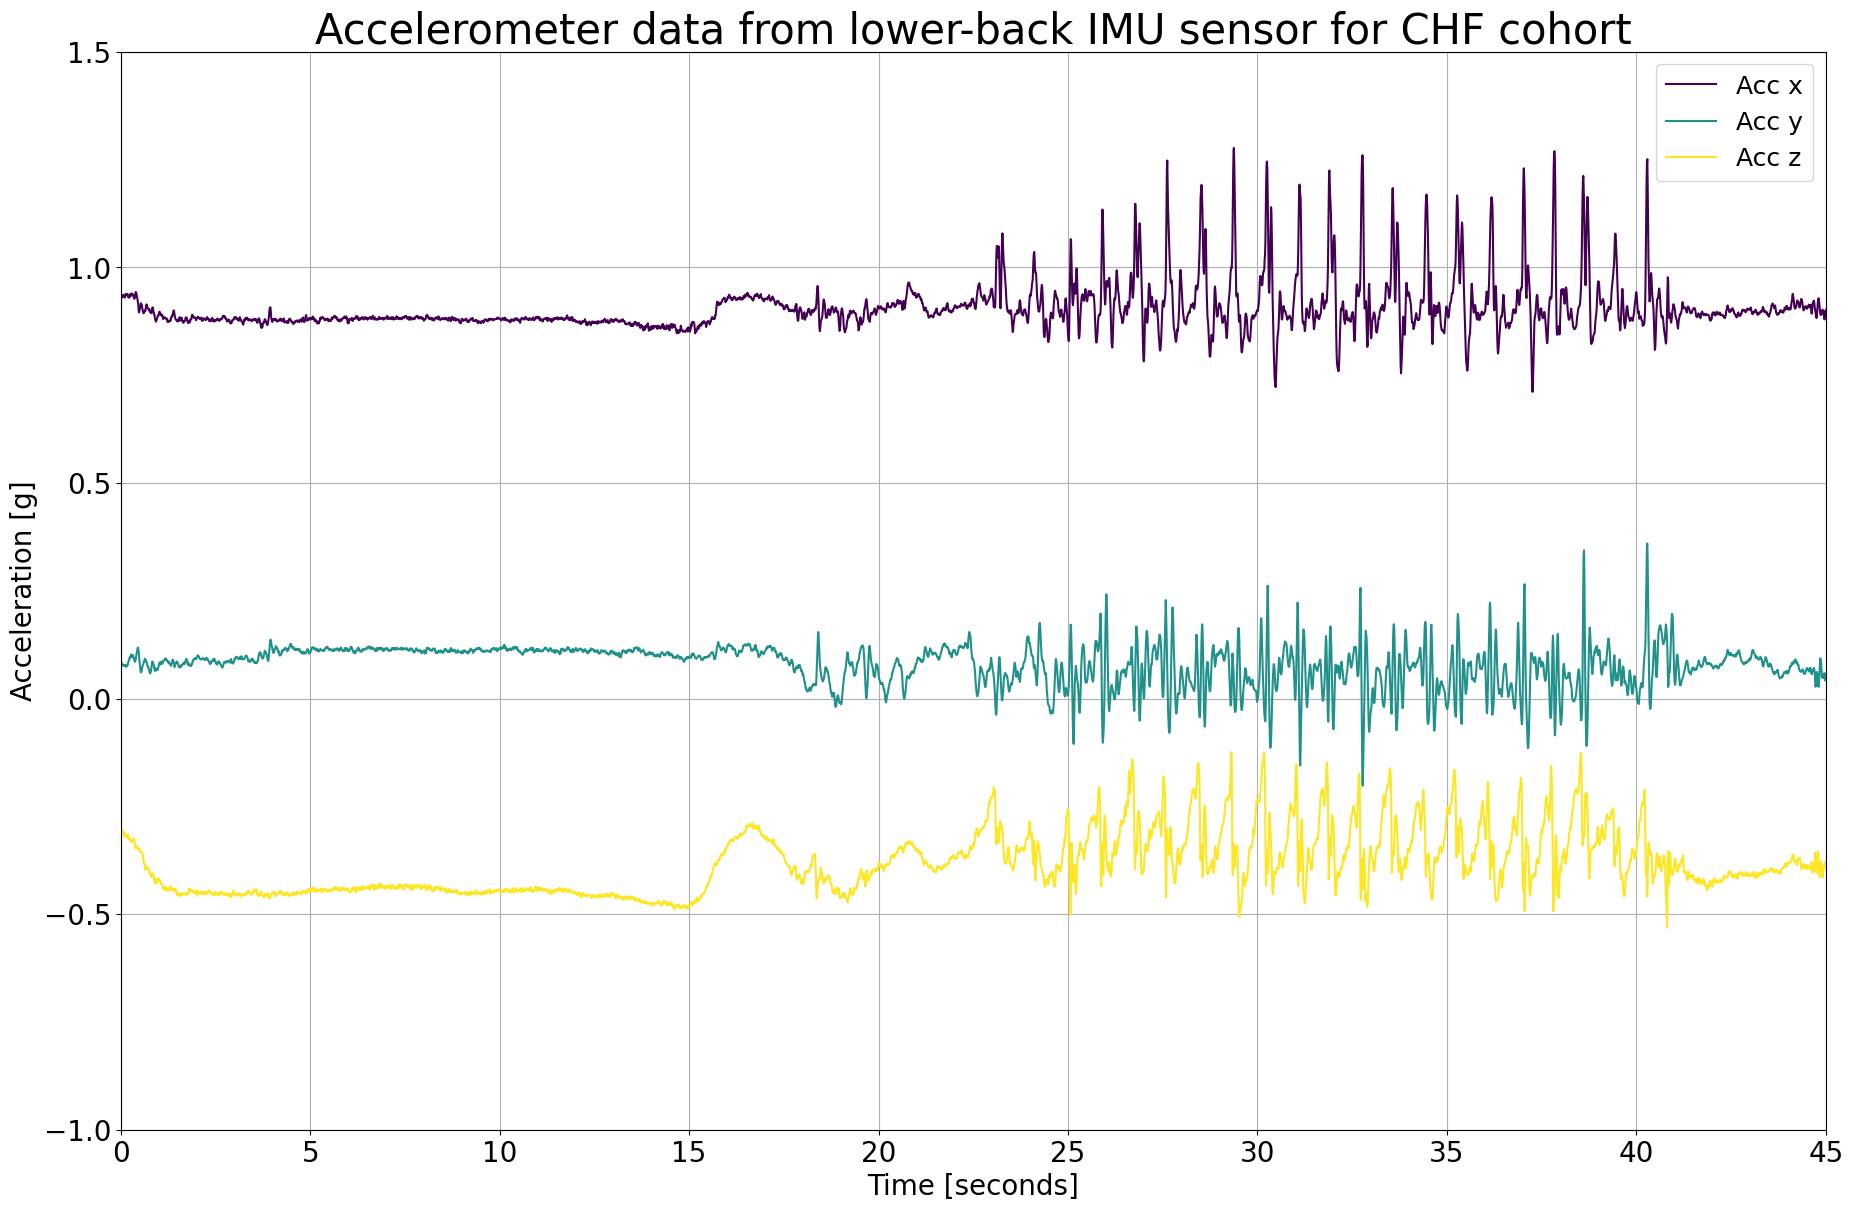 Accelerometer data from lower-back IMU sensor for CHF cohort
1.5
1.0
0.5
0.0
−0.5
−1.0
Acceleration [g]
Acc x
Acc y
Acc z
0 5 10 15 20 25 30 35 40 45
Time [seconds]